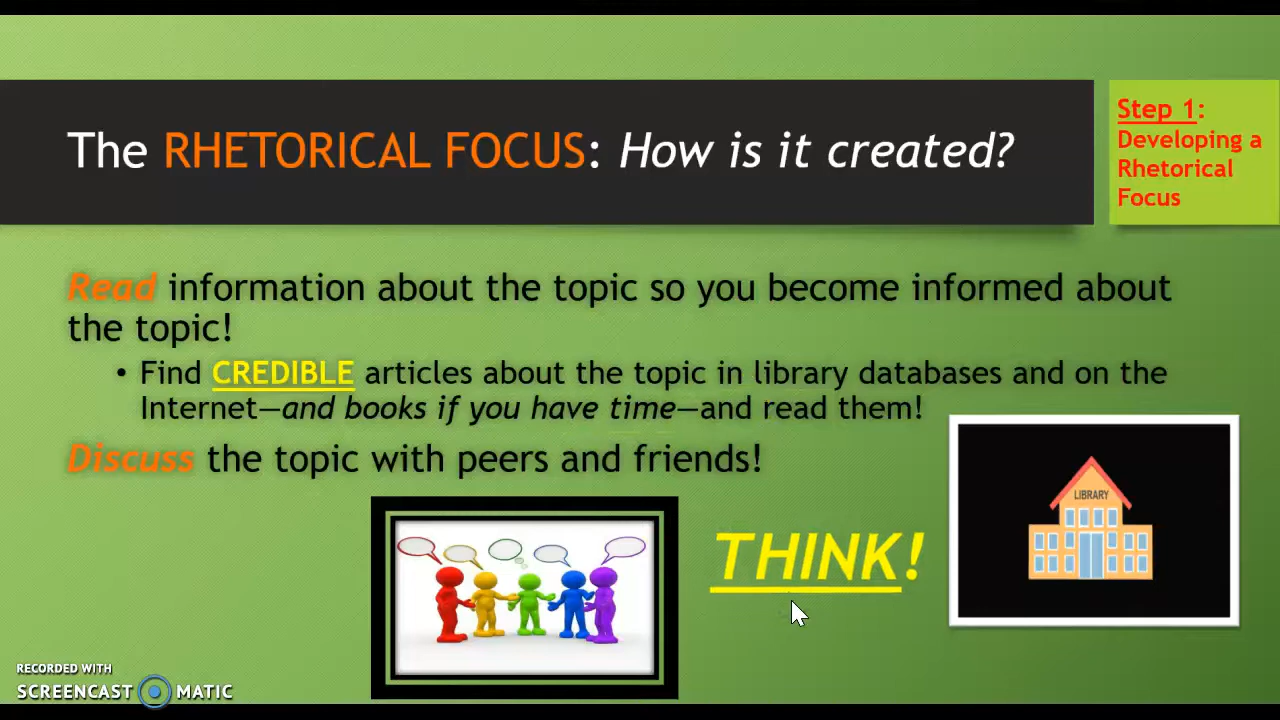 The RHETORICAL FOCUS: How is it created?
Step 1:
Developing a
Rhetorical
Focus
Read information about the topic so you become informed about
the topic!
• Find CREDIBLE articles about the topic in library databases and on the
Internet—and books if you have time—and read them!
Discuss the topic with peers and friends!
THINK!
LIBRARY
RECORDED WITH
SCREENCAST MATIC